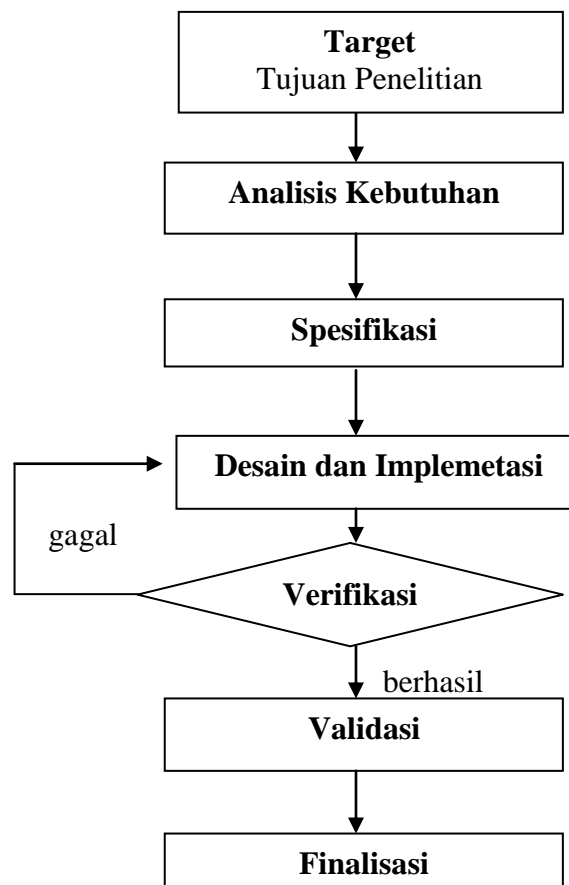 Target
Tujuan Penelitian
Analisis Kebutuhan
Spesifikasi
Desain dan Implemetasi
gagal
Verifikasi
berhasil
Validasi
Finalisasi